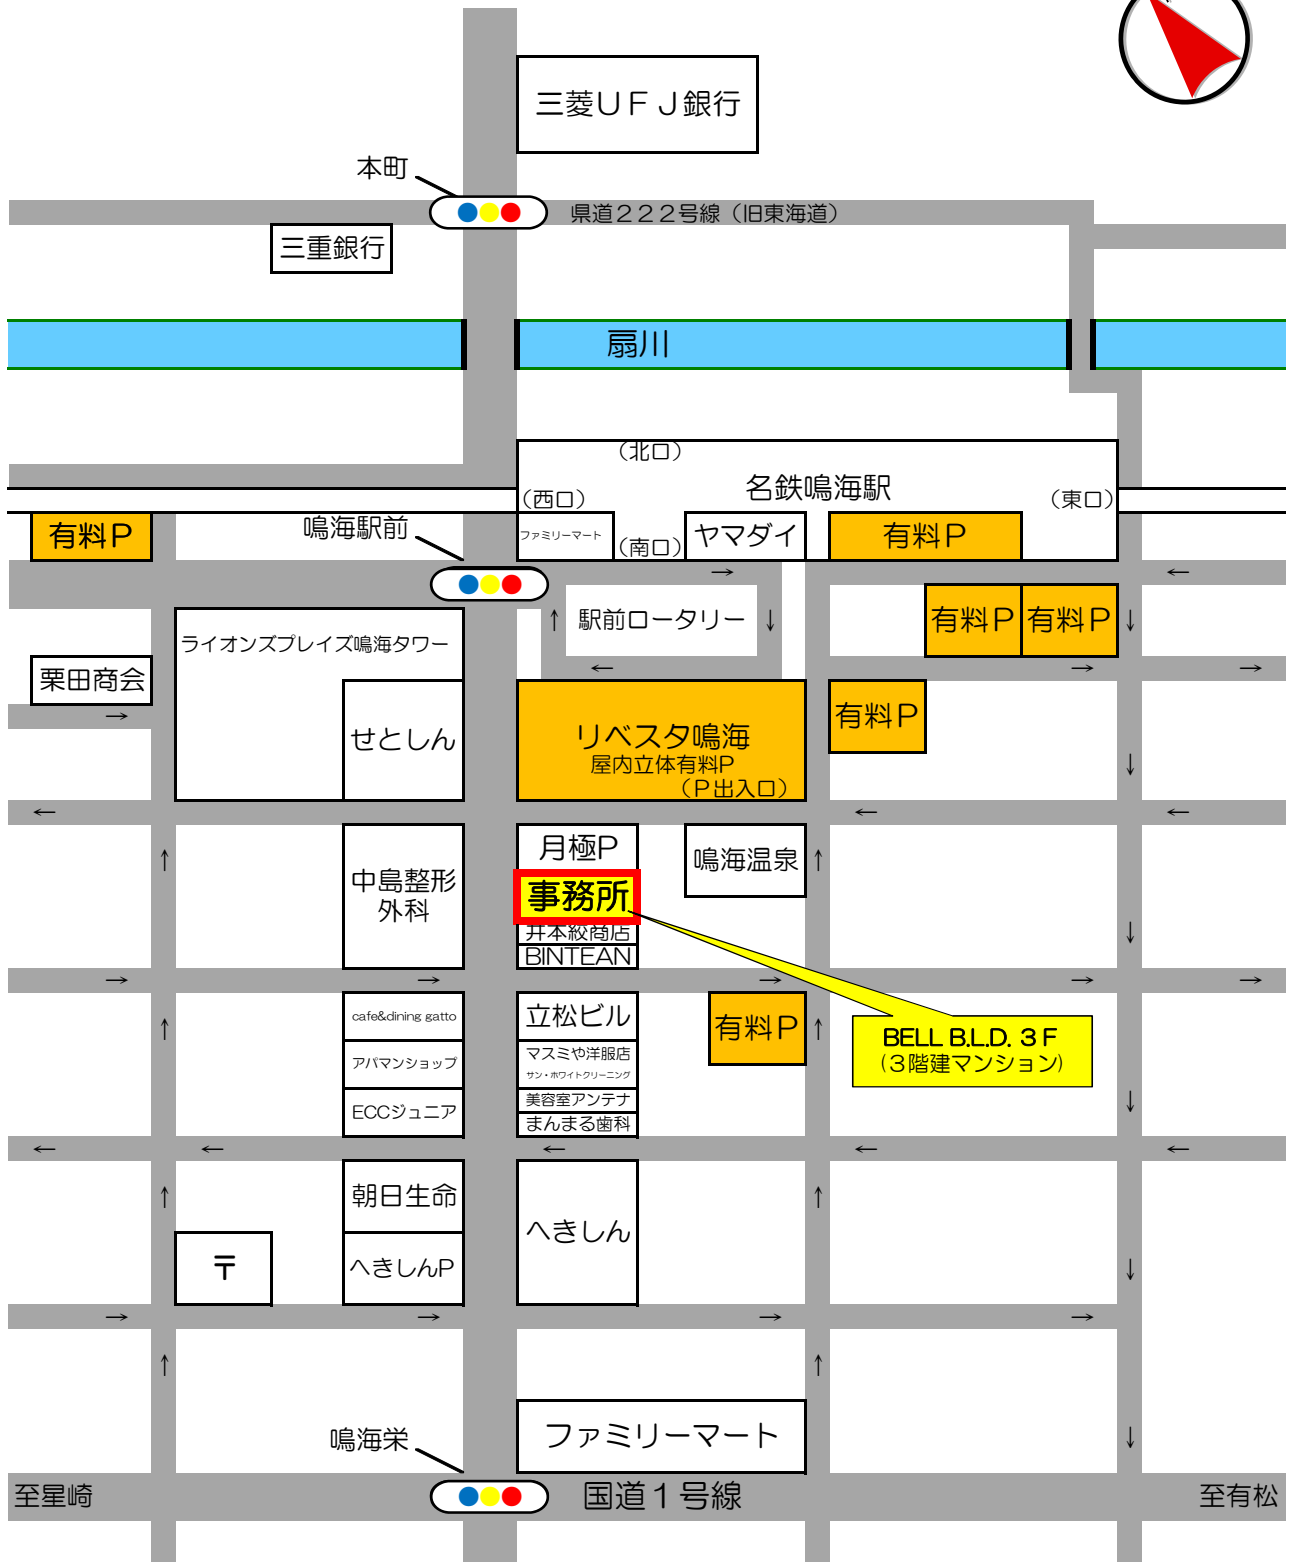 三菱ＵＦＪ銀行
本町
県道２２２号線（旧東海道）
三重銀行
扇川
（北口）
名鉄鳴海駅
（西口）
（東口）
有料Ｐ
鳴海駅前
ファミリーマート
（南口）
ヤマダイ
有料Ｐ
→
←
駅前ロータリー
↑
↓
有料Ｐ
有料Ｐ
↓
ライオンズプレイズ鳴海タワー
栗田商会
←
→
→
→
せとしん
リベスタ鳴海
屋内立体有料P
（Ｐ出入口）
有料Ｐ
↓
←
←
←
↑
中島整形
外科
月極P
事務所
井本絞商店
BINTEAN
鳴海温泉
↑
↓
→
→
→
→
→
↑
cafe&dining gatto
アパマンショップ
ECCジュニア
立松ビル
マスミや洋服店
サン・ホワイトクリーニング
美容室アンテナ
まんまる歯科
有料Ｐ
↑
BELL B.L.D. ３Ｆ
(３階建マンション)
↓
←
←
←
←
←
↑
朝日生命
へきしん
↑
〒
へきしんP
↓
→
→
→
→
↑
↑
鳴海栄
ファミリーマート
↓
至星崎
国道１号線
至有松